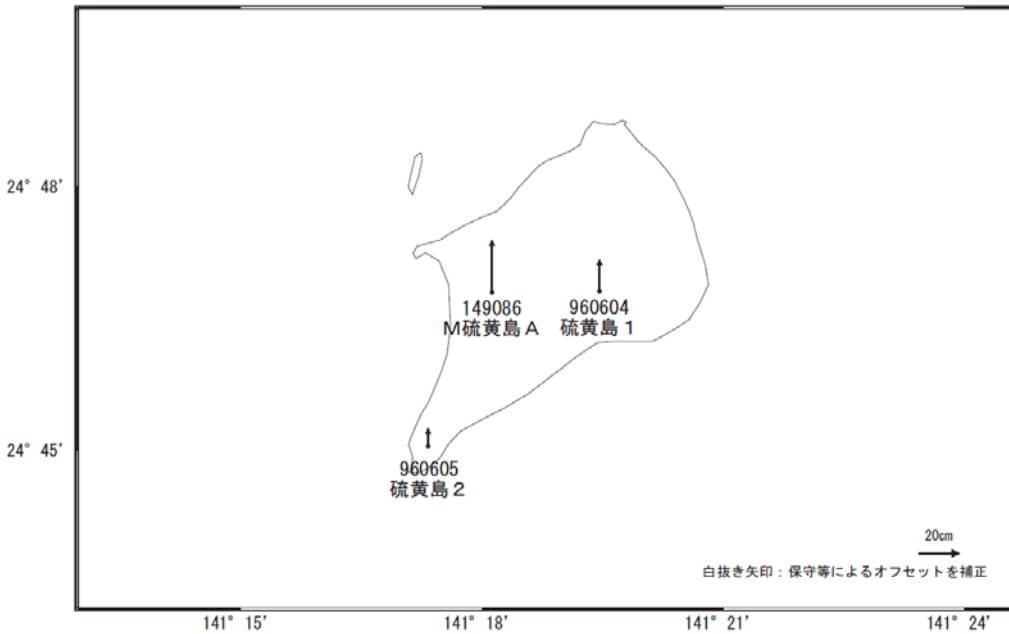 24° 48'
149086
M硫黄島A
960604
硫黄島1
24° 45'
960605
硫黄島2
20cm
白抜き矢印:保守等によるオフセットを補正
141° 15'
141° 18'
141° 21'
141° 24'